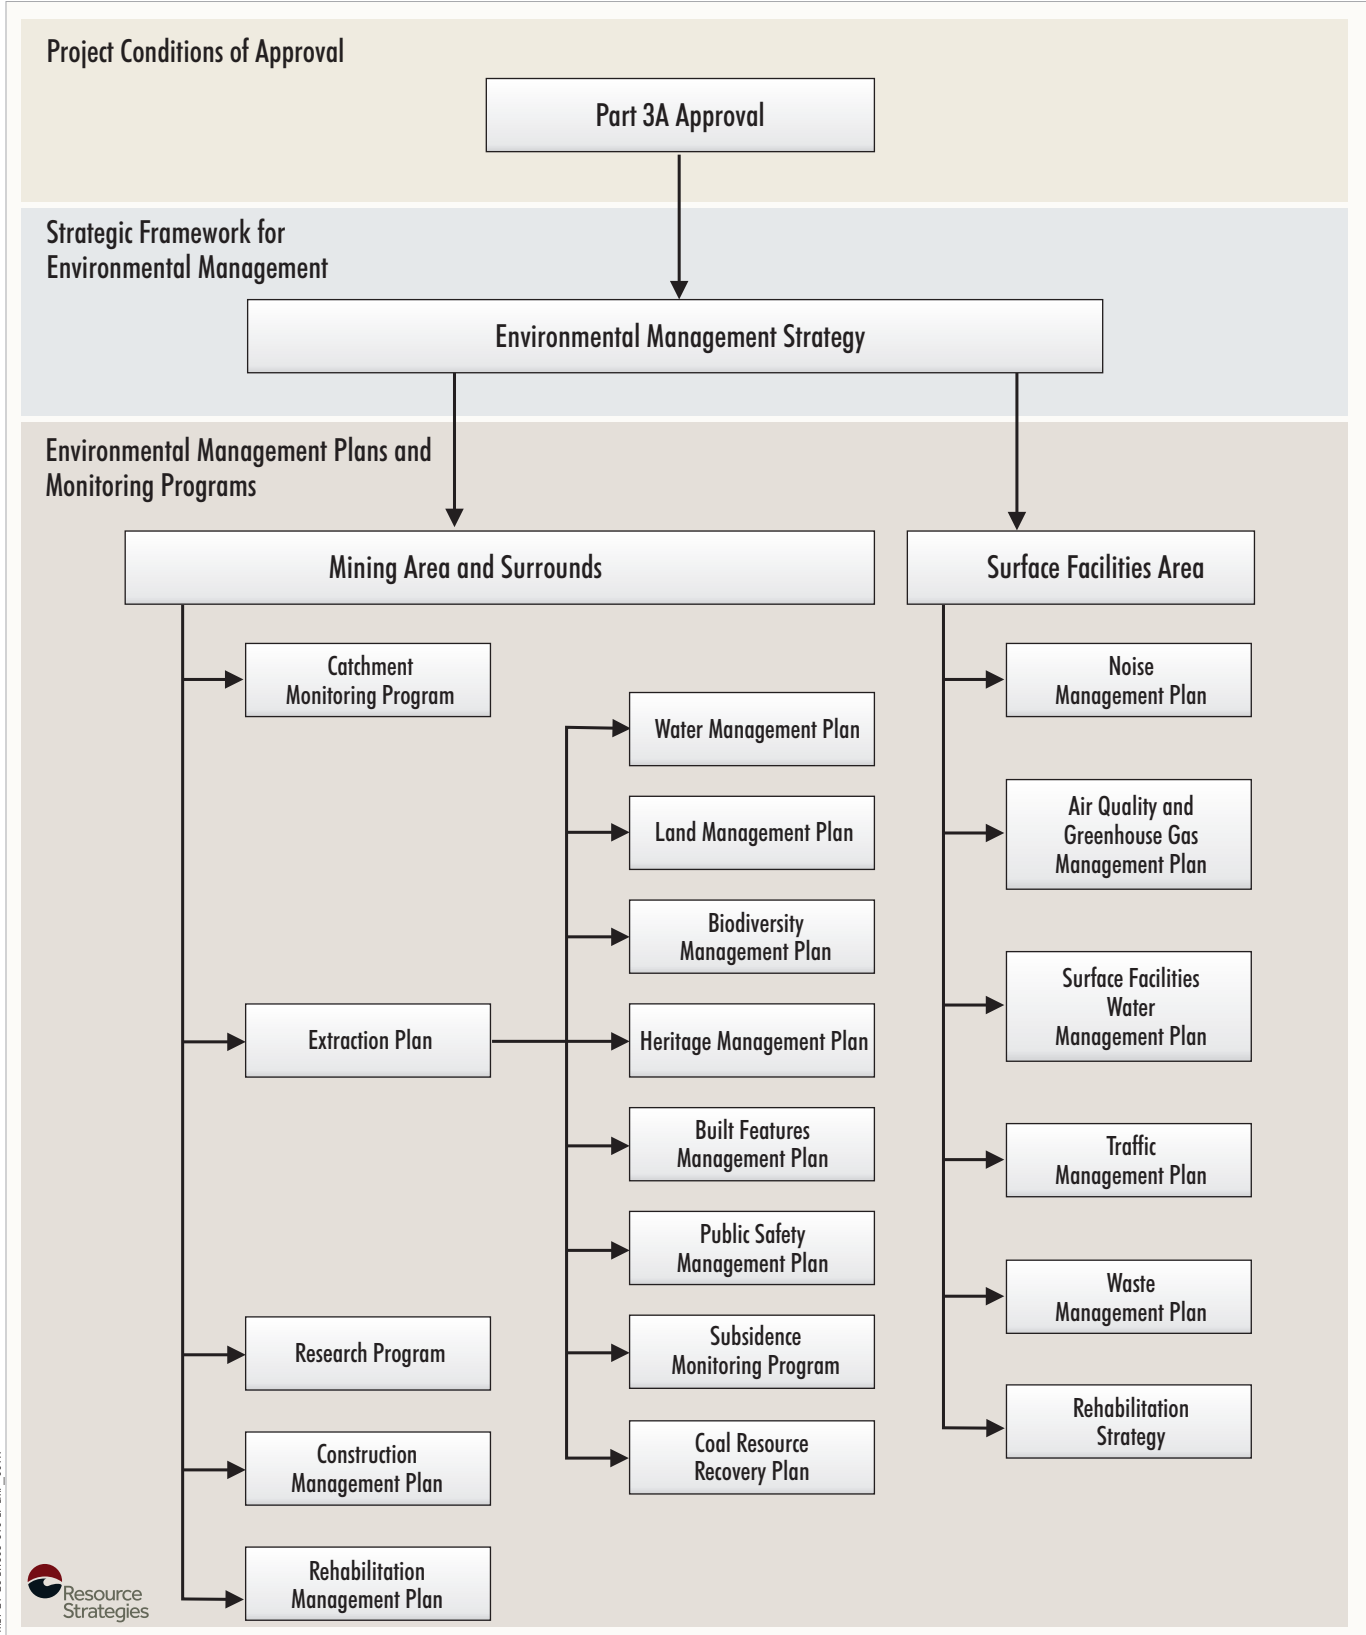 Project Conditions of Approval
Part 3A Approval
Strategic Framework for
Environmental Management
Environmental Management Strategy
Environmental Management Plans and
Monitoring Programs
Mining Area and Surrounds
Catchment
Monitoring Program
Extraction Plan
Water Management Plan
Land Management Plan
Biodiversity
Management Plan
Heritage Management Plan
Built Features
Management Plan
Public Safety
Management Plan
Subsidence
Monitoring Program
Coal Resource
Recovery Plan
Research Program
Construction
Management Plan
Rehabilitation
Management Plan
Surface Facilities Area
Noise
Management Plan
Air Quality and
Greenhouse Gas
Management Plan
Surface Facilities
Water
Management Plan
Traffic
Management Plan
Waste
Management Plan
Rehabilitation
Strategy
Resource
Strategies